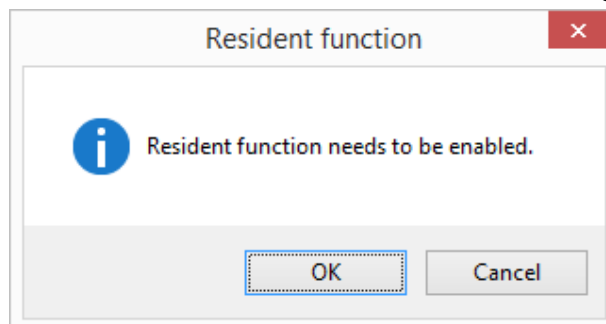 Resident function
Resident function needs to be enabled.
OK
Cancel